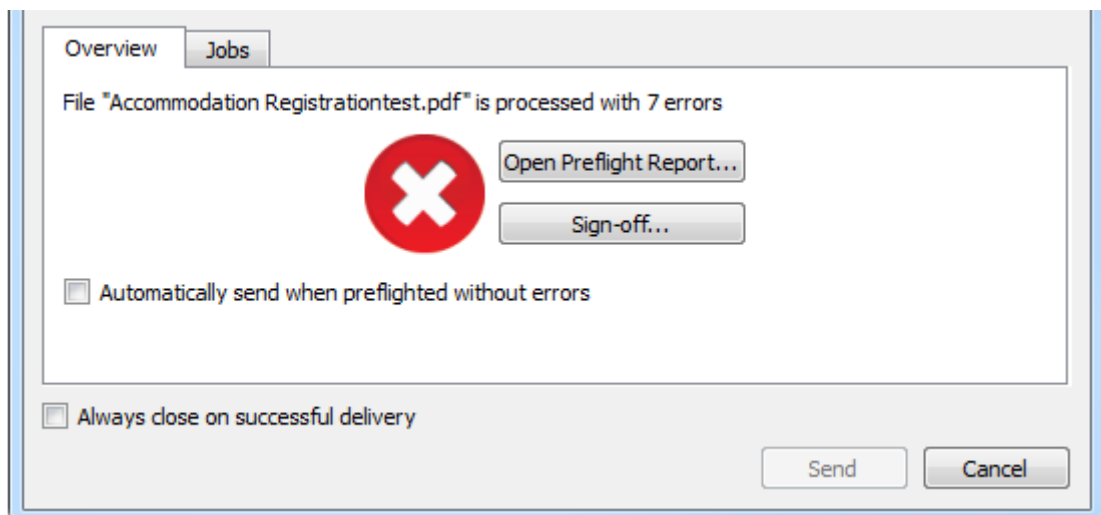 Overview Jobs
File "Accommodation Registrationtest.pdf" is processed with 7 errors
Open Preflight Report...
Sign-off...
Automatically send when preflighted without errors
Always close on successful delivery
Send Cancel